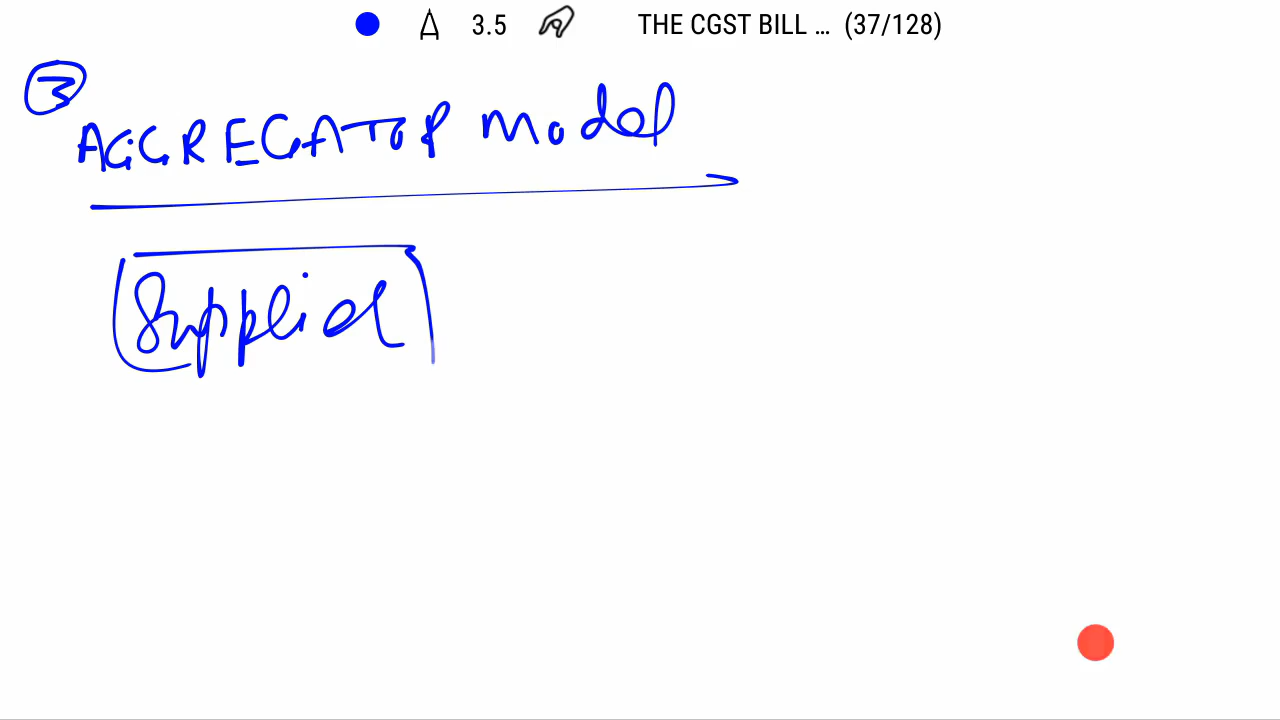 3.5 THE CGST BILL … (37/128)
3
AGGREGATOR Model
Supplier